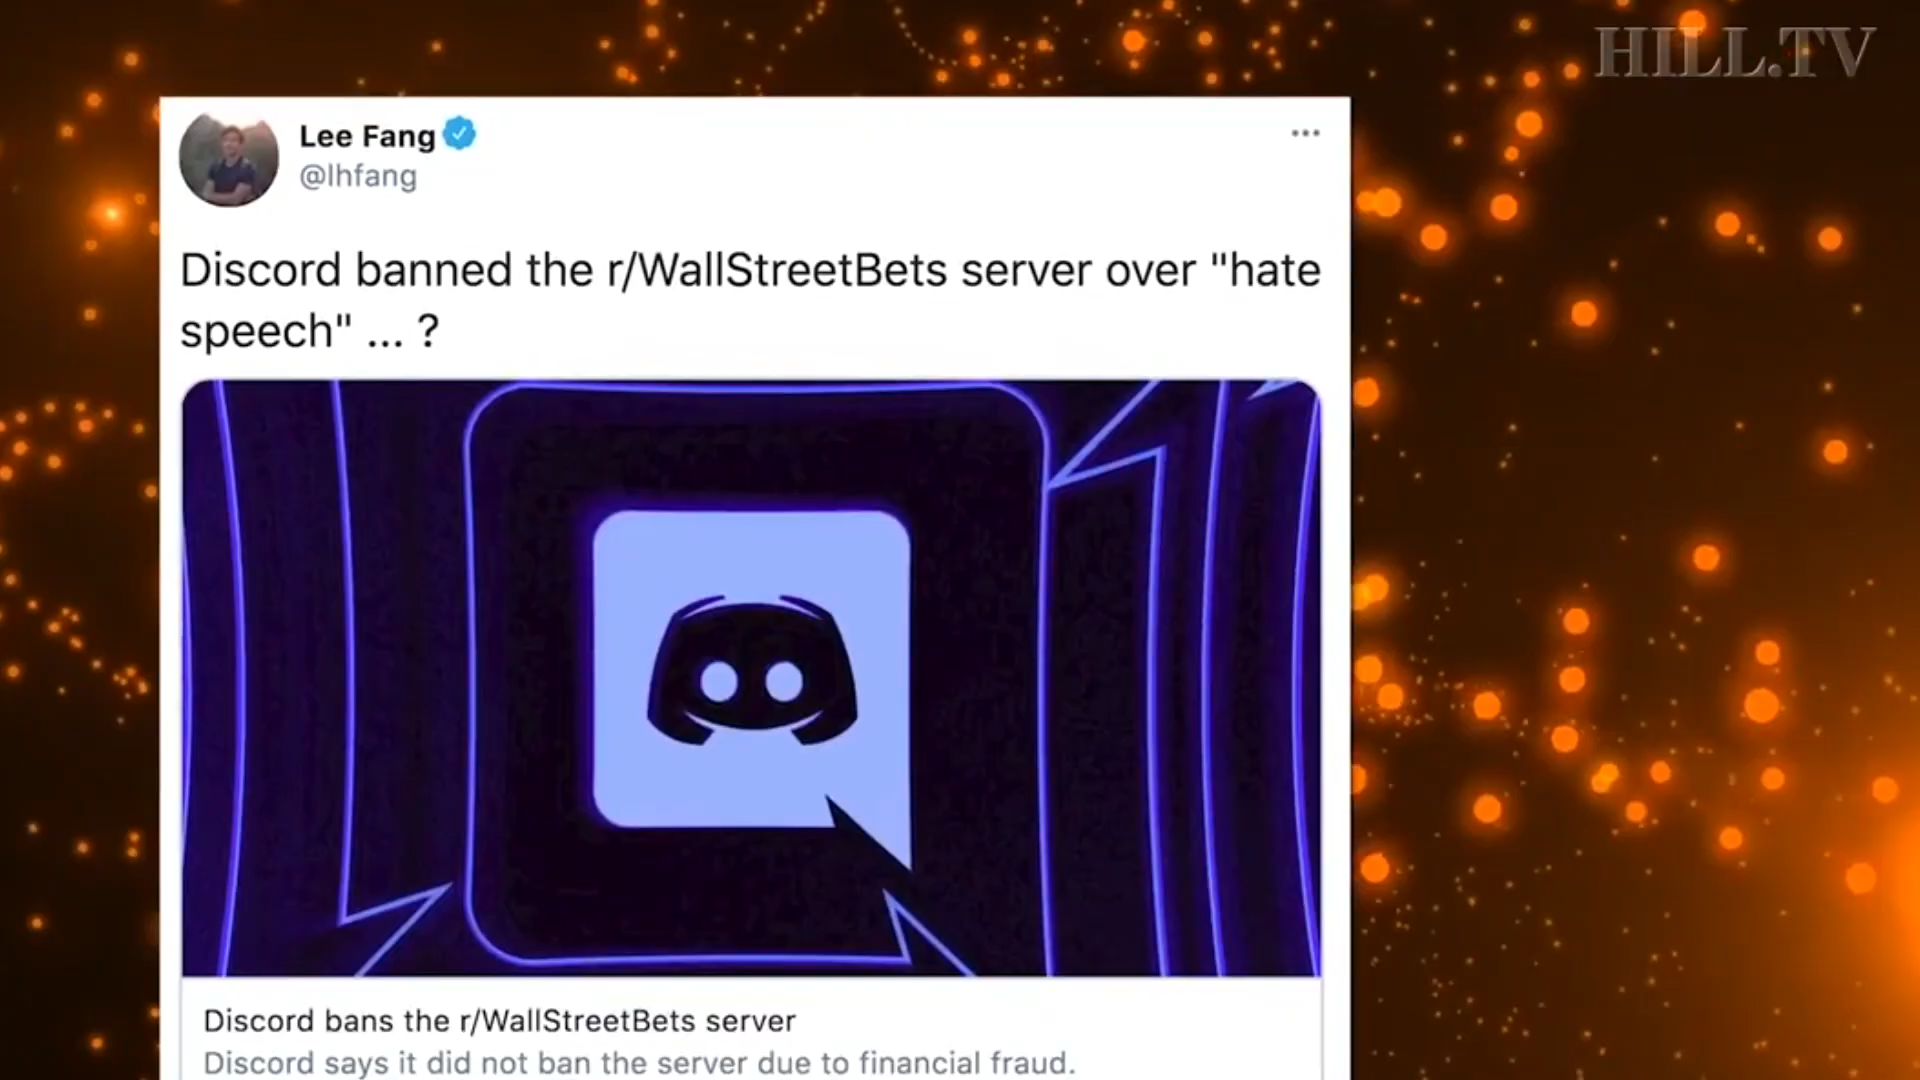 HILL.TV
Lee Fang
@lhfang
Discord banned the r/WallStreetBets server over "hate
speech" ... ?
Discord bans the r/WallStreetBets server
Discord says it did not ban the server due to financial fraud.